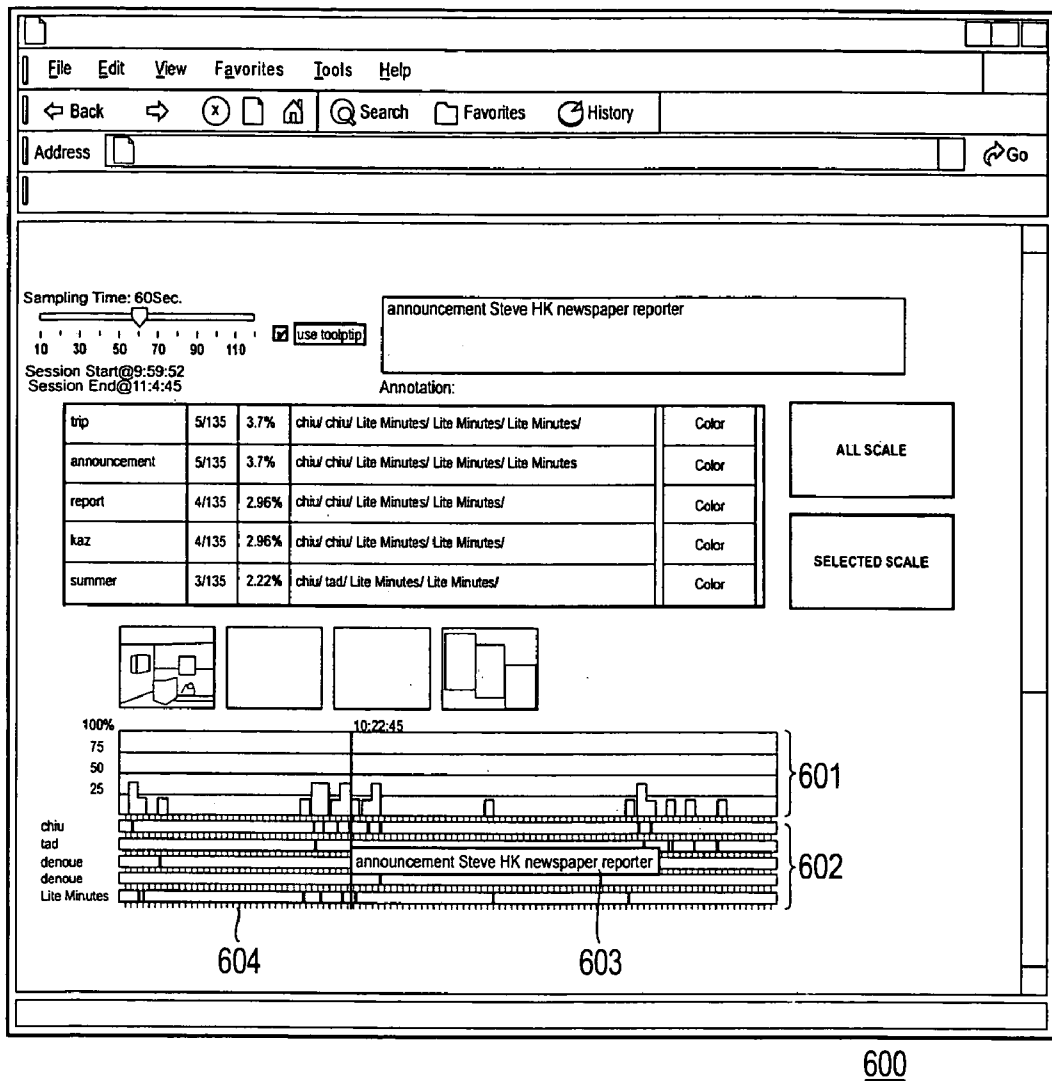 File Edit View Favorites Tools Help
Back Search Favorites History
Address Go
Sampling Time: 60Sec.
10 30 50 70 90 110
use toolptip
announcement Steve HK newspaper reporter
Session Start@9:59:52
Session End@11:4:45
Annotation:
trip 5/135 3.7% chiu/ chiu/ Lite Minutes/ Lite Minutes/ Lite Minutes/ Color
announcement 5/135 3.7% chiu/ chiu/ Lite Minutes/ Lite Minutes/ Lite Minutes Color
report 4/135 2.96% chiu/ chiu/ Lite Minutes/ Lite Minutes/ Color
kaz 4/135 2.96% chiu/ chiu/ Lite Minutes/ Lite Minutes/ Color
summer 3/135 2.22% chiu/ tad/ Lite Minutes/ Lite Minutes/ Color
ALL SCALE
SELECTED SCALE
10:22:45
100%
75
50
25
601
chiu
tad
denoue
denoue
Lite Minutes
announcement Steve HK newspaper reporter
602
604
603
600